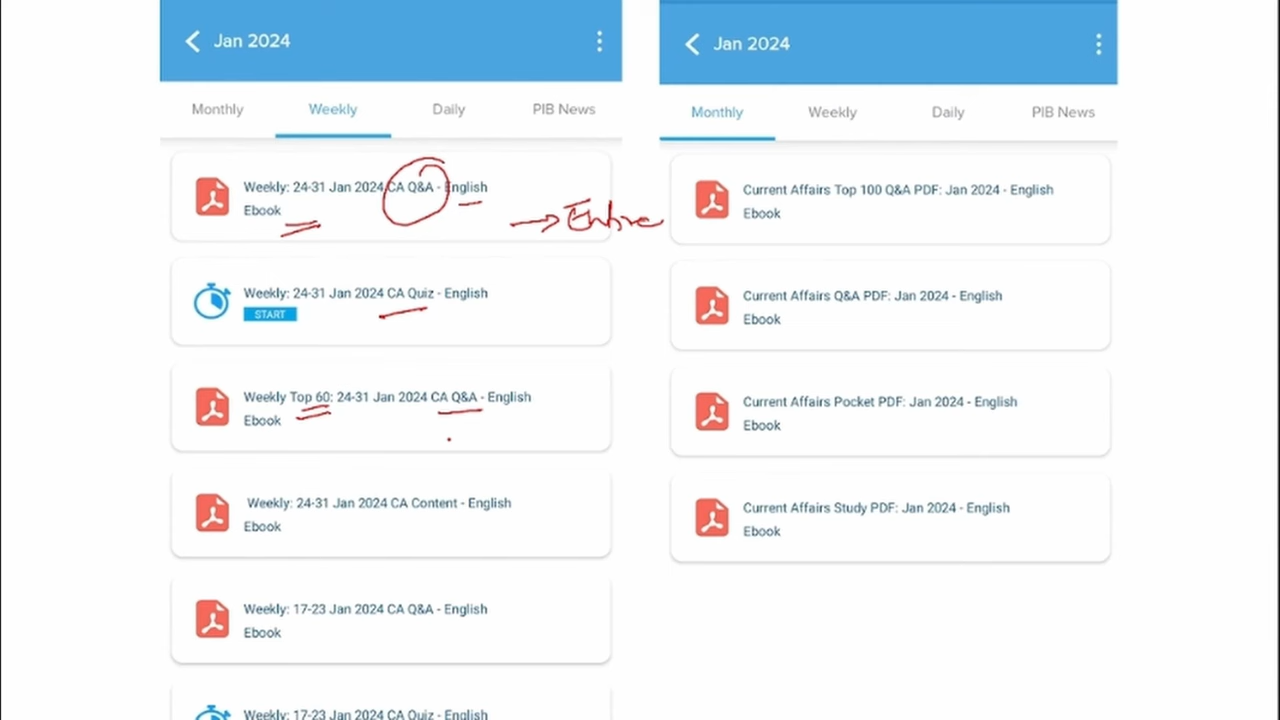 Jan 2024
Monthly Weekly Daily PIB News
Weekly: 24-31 Jan 2024 CA Q&A - English
Ebook
→ Entire
Weekly: 24-31 Jan 2024 CA Quiz - English
START
Weekly Top 60: 24-31 Jan 2024 CA Q&A - English
Ebook
Weekly: 24-31 Jan 2024 CA Content - English
Ebook
Weekly: 17-23 Jan 2024 CA Q&A - English
Ebook
Weekly: 17-23 Jan 2024 CA Quiz - English
Jan 2024
Monthly Weekly Daily PIB News
Current Affairs Top 100 Q&A PDF: Jan 2024 - English
Ebook
Current Affairs Q&A PDF: Jan 2024 - English
Ebook
Current Affairs Pocket PDF: Jan 2024 - English
Ebook
Current Affairs Study PDF: Jan 2024 - English
Ebook